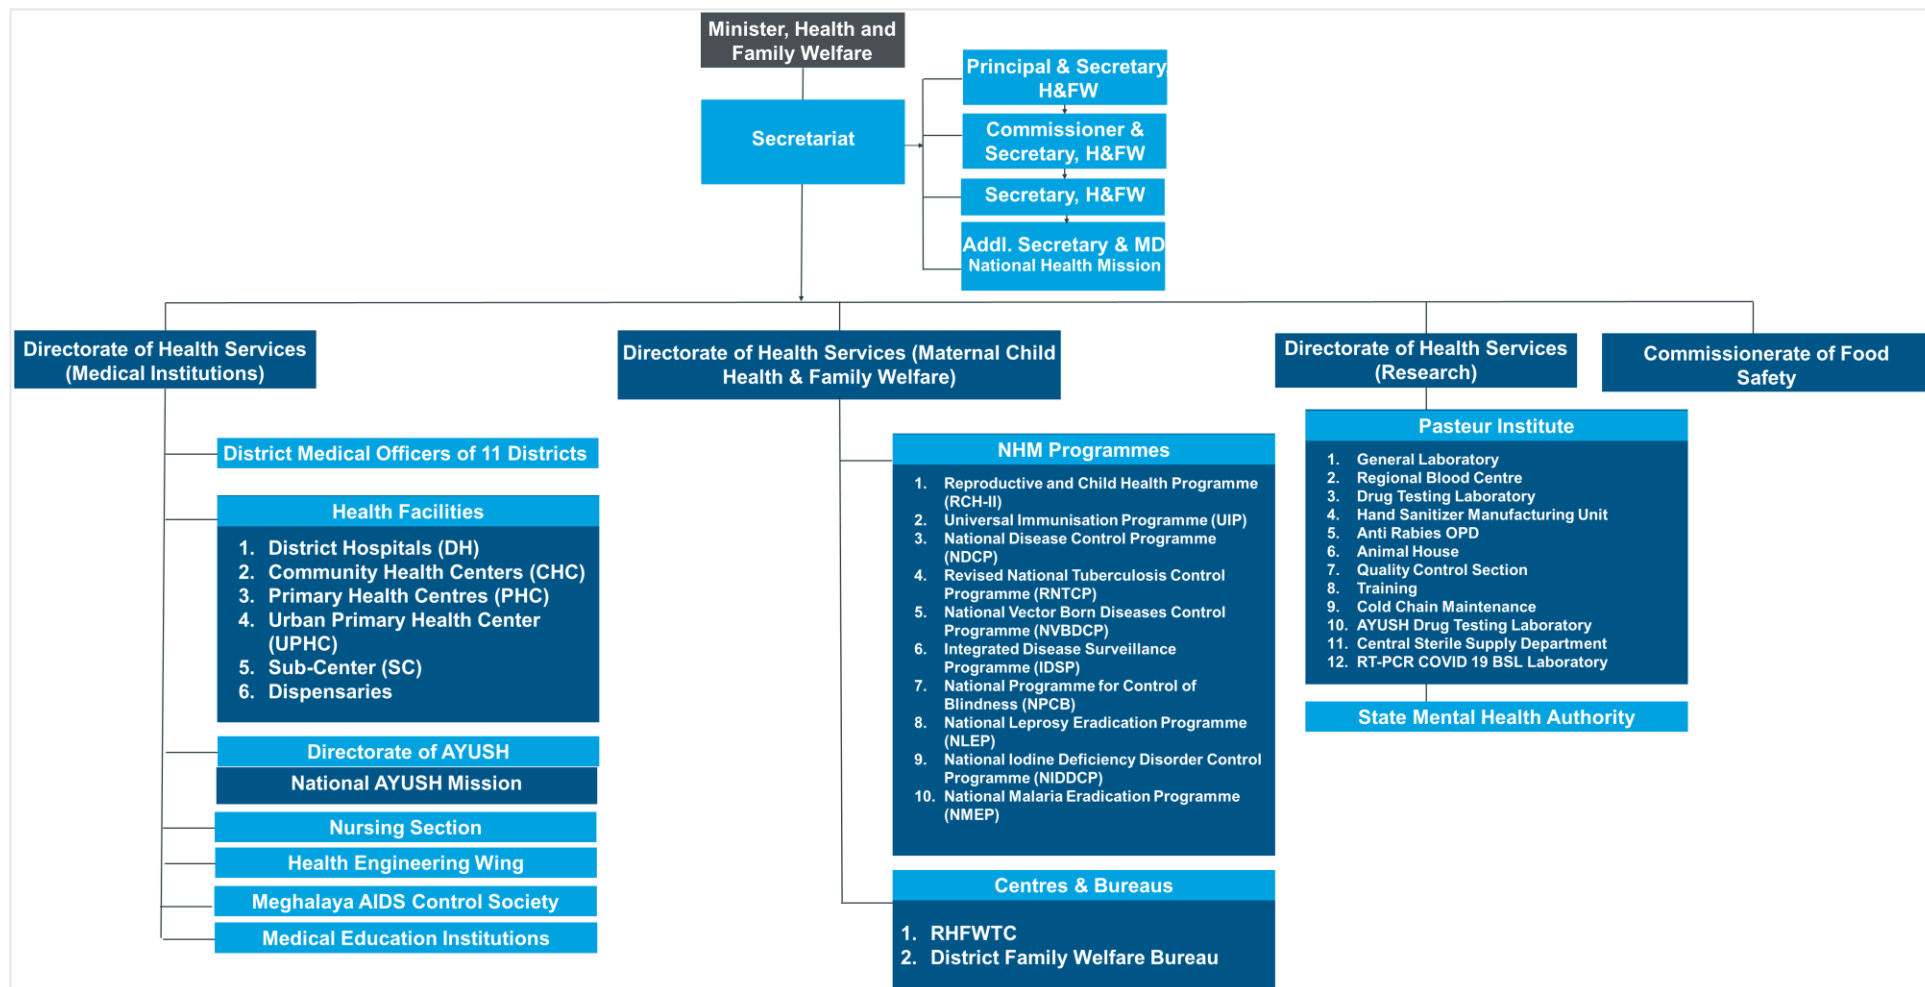 Minister, Health and
Family Welfare
Secretariat
Principal & Secretary,
H&FW
Commissioner &
Secretary, H&FW
Secretary, H&FW
Addl. Secretary & MD
National Health Mission
Directorate of Health Services
(Medical Institutions)
District Medical Officers of 11 Districts
Health Facilities
1. District Hospitals (DH)
2. Community Health Centers (CHC)
3. Primary Health Centres (PHC)
4. Urban Primary Health Center
(UPHC)
5. Sub-Center (SC)
6. Dispensaries
Directorate of AYUSH
National AYUSH Mission
Nursing Section
Health Engineering Wing
Meghalaya AIDS Control Society
Medical Education Institutions
Directorate of Health Services (Maternal Child
Health & Family Welfare)
NHM Programmes
1. Reproductive and Child Health Programme
(RCH-II)
2. Universal Immunisation Programme (UIP)
3. National Disease Control Programme
(NDCP)
4. Revised National Tuberculosis Control
Programme (RNTCP)
5. National Vector Born Diseases Control
Programme (NVBDCP)
6. Integrated Disease Surveillance
Programme (IDSP)
7. National Programme for Control of
Blindness (NPCB)
8. National Leprosy Eradication Programme
(NLEP)
9. National Iodine Deficiency Disorder Control
Programme (NIDDCP)
10. National Malaria Eradication Programme
(NMEP)
Centres & Bureaus
1. RHFWTC
2. District Family Welfare Bureau
Directorate of Health Services
(Research)
Pasteur Institute
1. General Laboratory
2. Regional Blood Centre
3. Drug Testing Laboratory
4. Hand Sanitizer Manufacturing Unit
5. Anti Rabies OPD
6. Animal House
7. Quality Control Section
8. Training
9. Cold Chain Maintenance
10. AYUSH Drug Testing Laboratory
11. Central Sterile Supply Department
12. RT-PCR COVID 19 BSL Laboratory
State Mental Health Authority
Commissionerate of Food
Safety